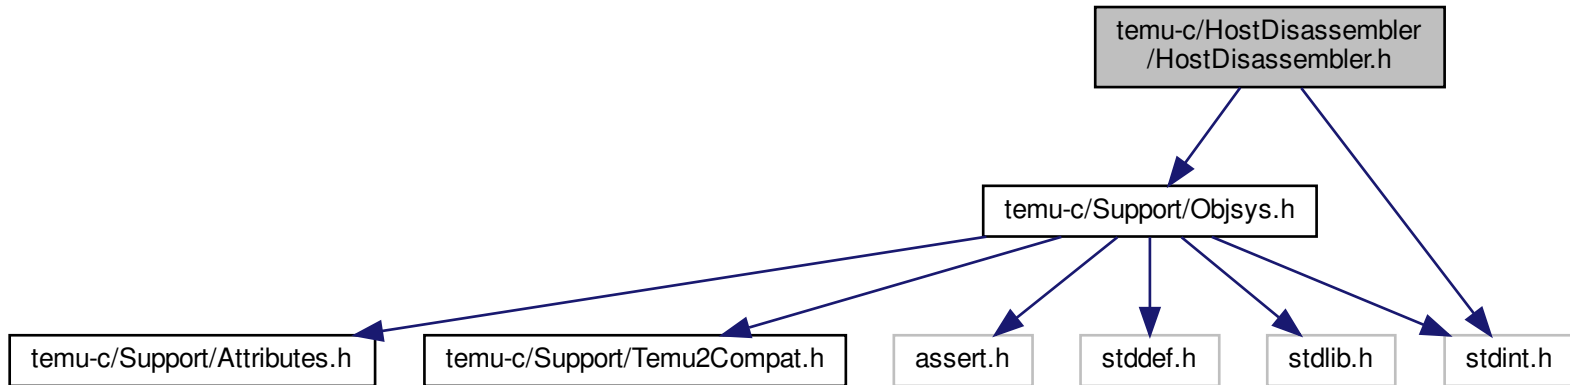 temu-c/HostDisassembler
/HostDisassembler.h
temu-c/Support/Objsys.h
temu-c/Support/Attributes.h
temu-c/Support/Temu2Compat.h
assert.h
stddef.h
stdlib.h
stdint.h